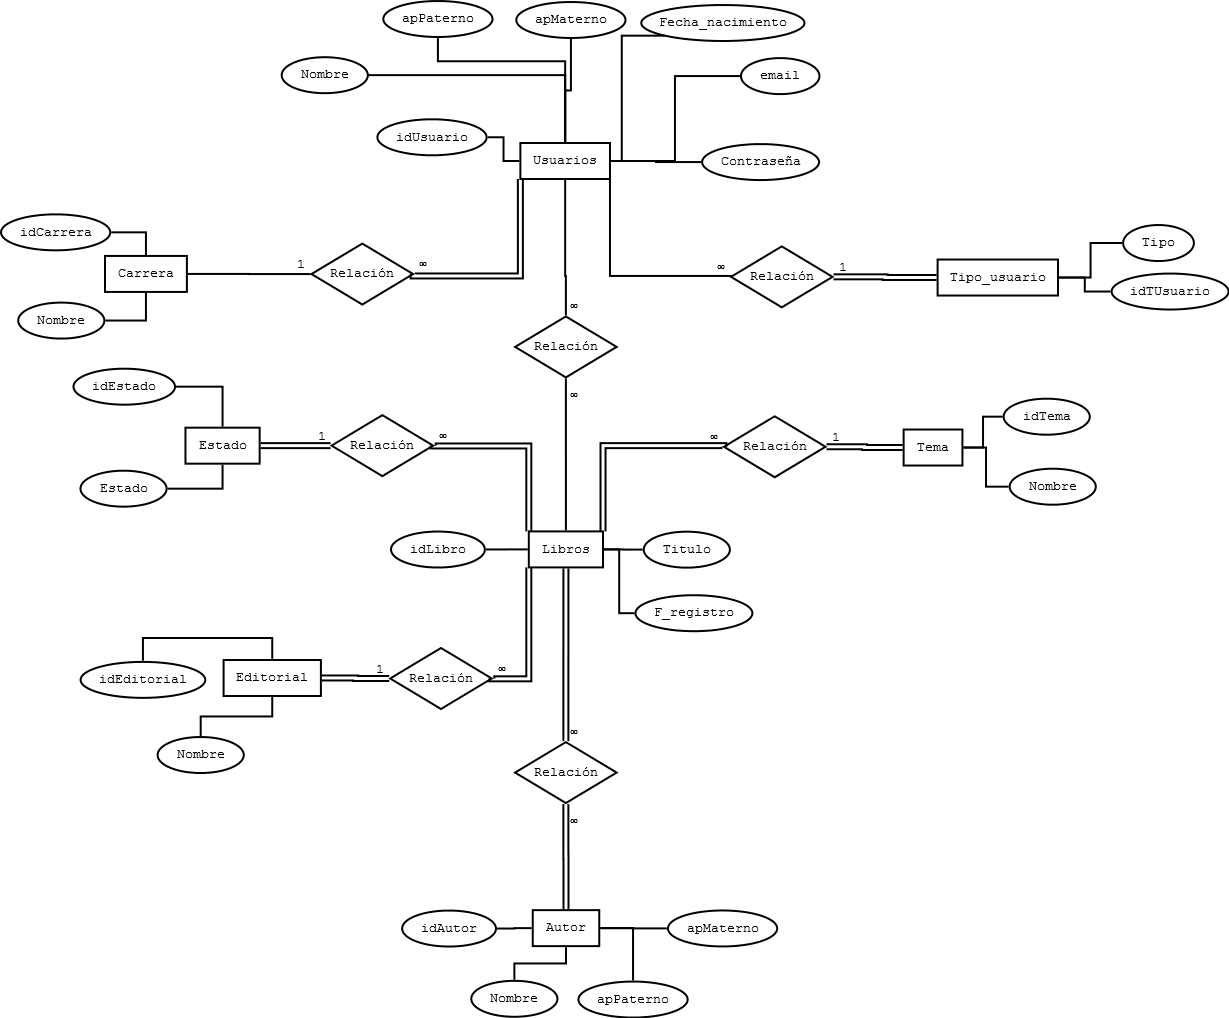 apPaterno
apMaterno
Fecha_nacimiento
Nombre
email
idUsuario
Usuarios
Contraseña
idCarrera
Tipo
Carrera
1
Relación
∞
∞
Relación
1
Tipo_usuario
idTUsuario
Nombre
∞
Relación
∞
idEstado
idTema
Estado
1
Relación
∞
∞
Relación
1
Tema
Estado
Nombre
idLibro
Libros
Titulo
F_registro
idEditorial
Editorial
1
Relación
∞
Nombre
∞
Relación
∞
idAutor
Autor
apMaterno
Nombre
apPaterno